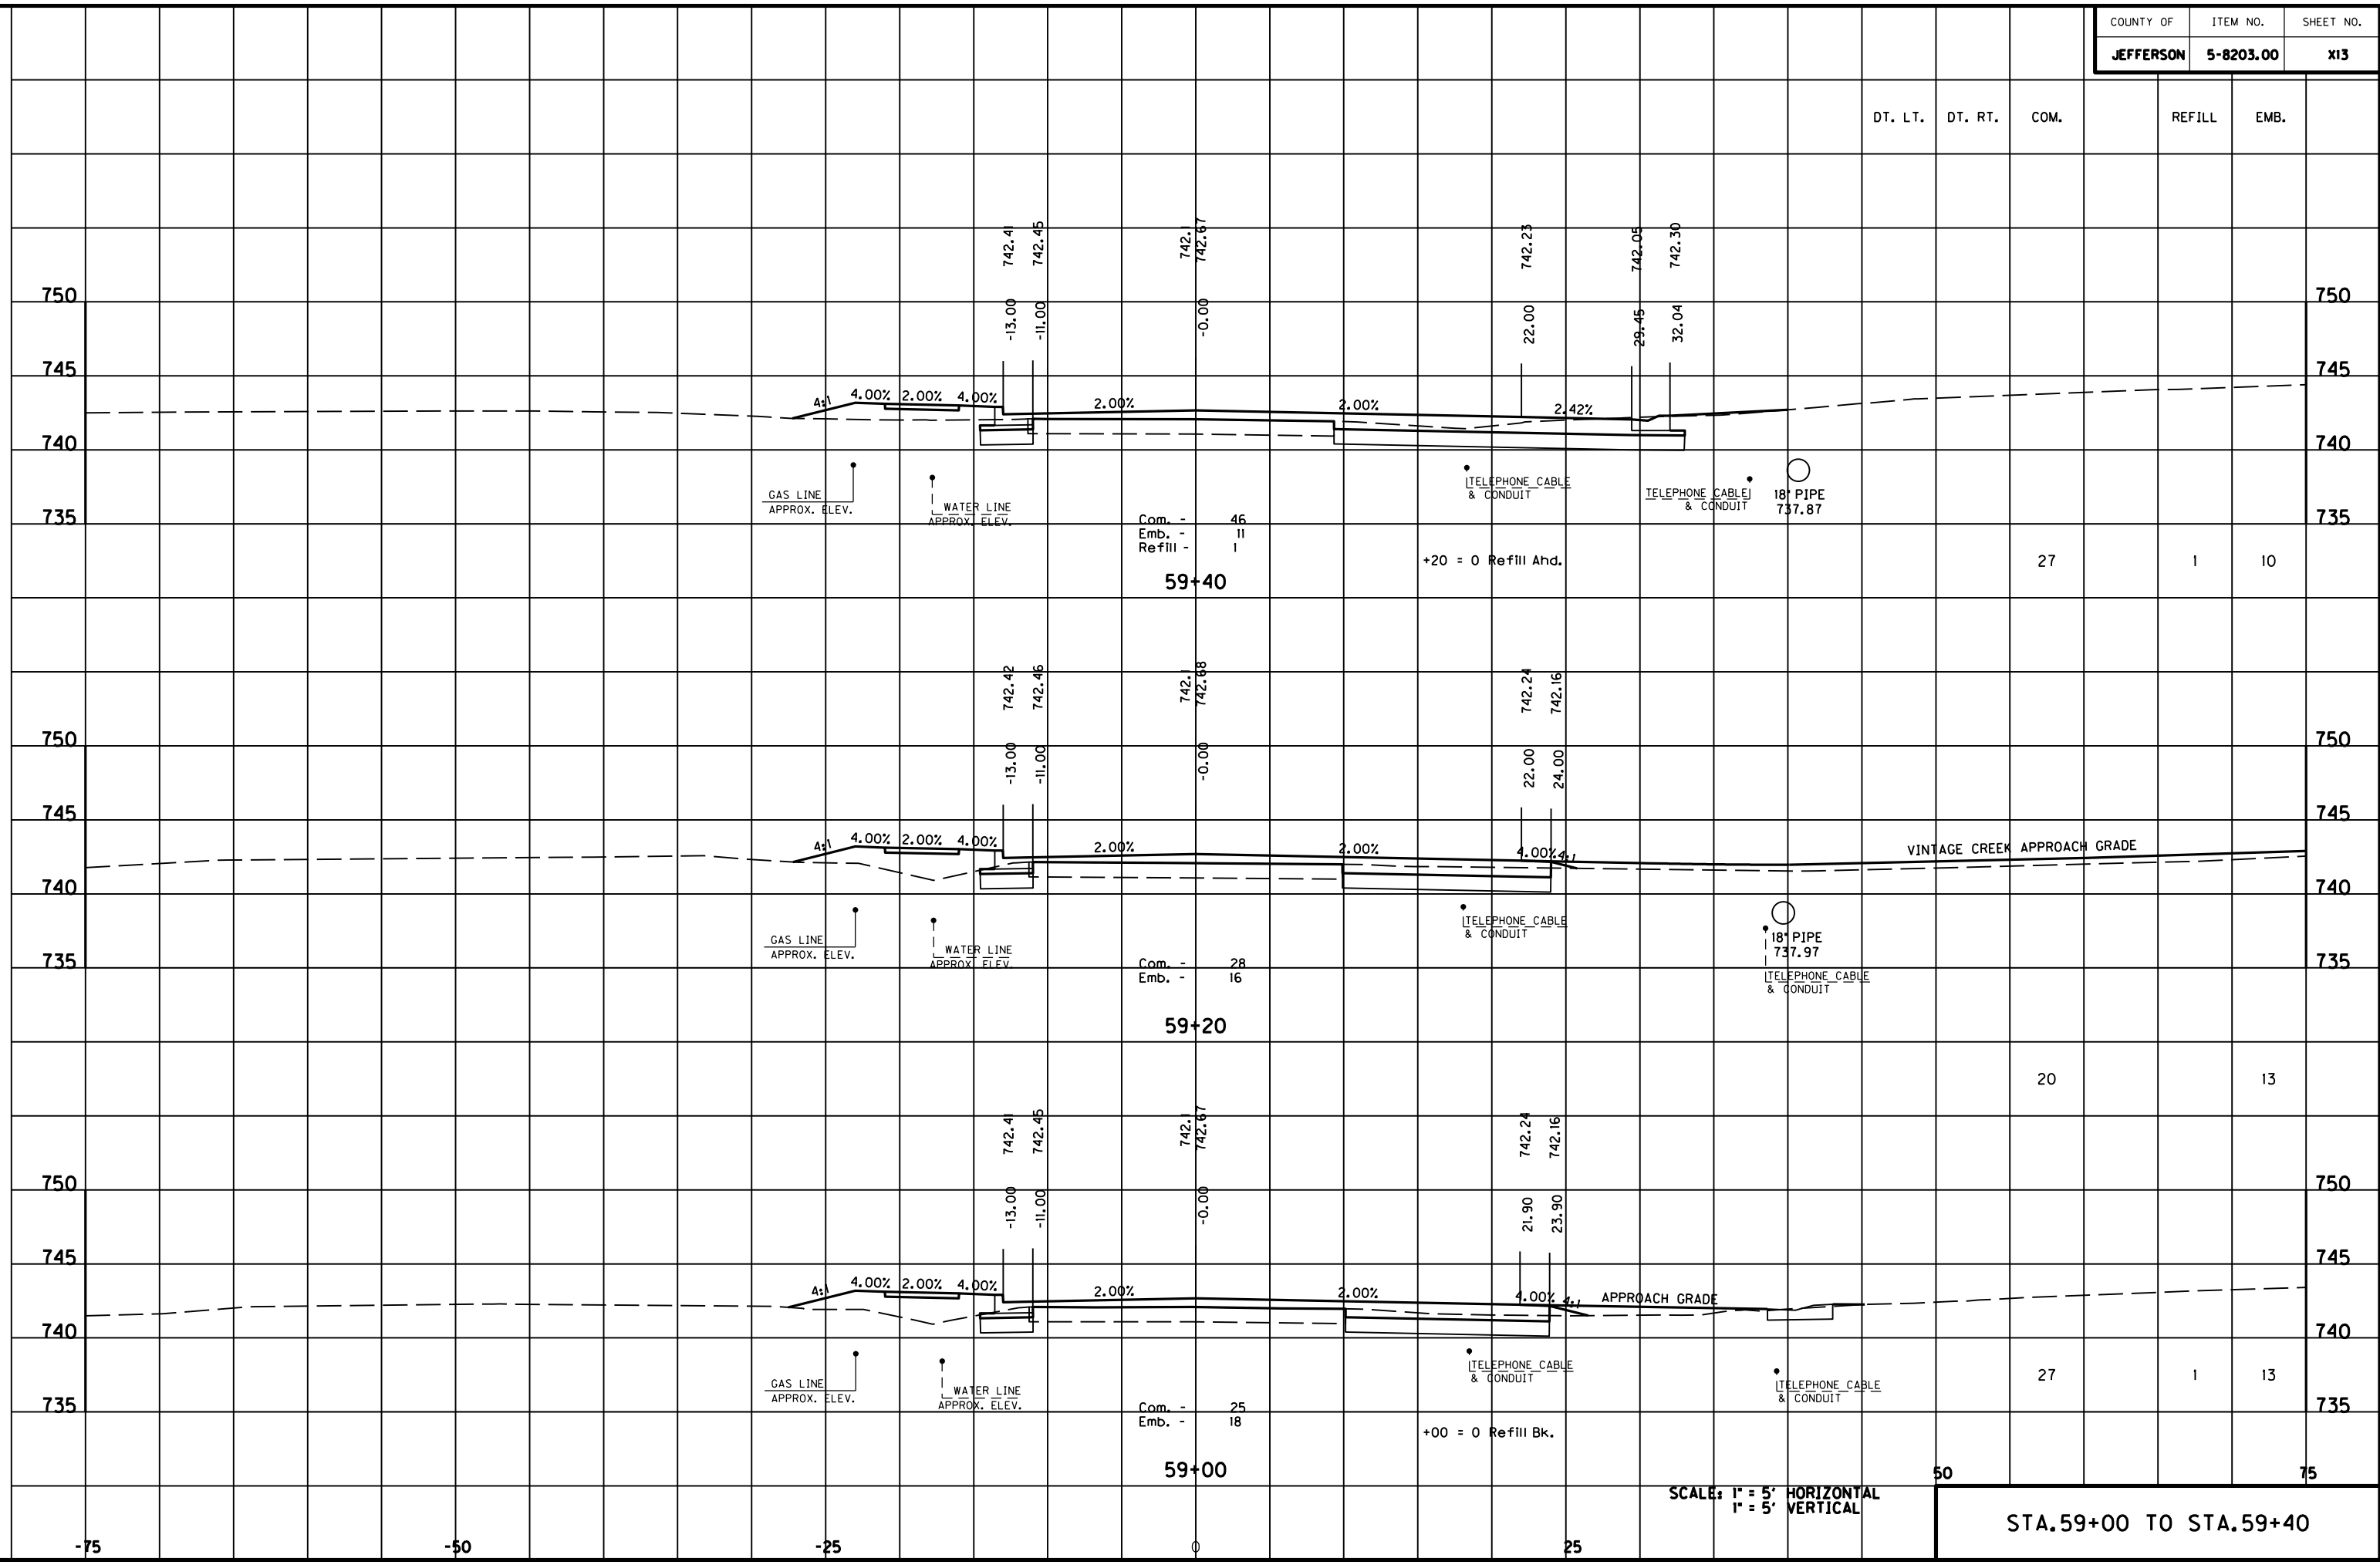 COUNTY OF ITEM NO. SHEET NO.
JEFFERSON 5-8203.00 X13
DT. LT. DT. RT. COM. REFILL EMB.
742.41 742.45 742.67 742.23 742.05 742.30
-13.00 -11.00 -0.00 22.00 29.45 32.04
750 750
745 745
4:1 4.00% 2.00% 4.00% 2.00% 2.00% 2.42%
740 740
GAS LINE
APPROX. ELEV.
WATER LINE
APPROX. ELEV.
TELEPHONE CABLE
& CONDUIT
TELEPHONE CABLE
& CONDUIT
18" PIPE
737.87
735 735
Com. - 46
Emb. - 11
Refill - 1
+20 = 0 Refill Ahd.
27 1 10
59+40
742.42 742.46 742.68 742.24 742.16
-13.00 -11.00 -0.00 22.00 24.00
750 750
745 745
4:1 4.00% 2.00% 4.00% 2.00% 2.00% 4.00% 4:1
VINTAGE CREEK APPROACH GRADE
740 740
GAS LINE
APPROX. ELEV.
WATER LINE
APPROX. ELEV.
TELEPHONE CABLE
& CONDUIT
18" PIPE
737.97
TELEPHONE CABLE
& CONDUIT
735 735
Com. - 28
Emb. - 16
59+20
20 13
742.41 742.45 742.67 742.24 742.16
-13.00 -11.00 -0.00 21.90 23.90
750 750
745 745
4:1 4.00% 2.00% 4.00% 2.00% 2.00% 4.00% 4:1
APPROACH GRADE
740 740
GAS LINE
APPROX. ELEV.
WATER LINE
APPROX. ELEV.
TELEPHONE CABLE
& CONDUIT
TELEPHONE CABLE
& CONDUIT
27 1 13
735 735
Com. - 25
Emb. - 18
+00 = 0 Refill Bk.
59+00
50 75
SCALE: 1" = 5' HORIZONTAL
1" = 5' VERTICAL
STA.59+00 TO STA.59+40
-75 -50 -25 0 25